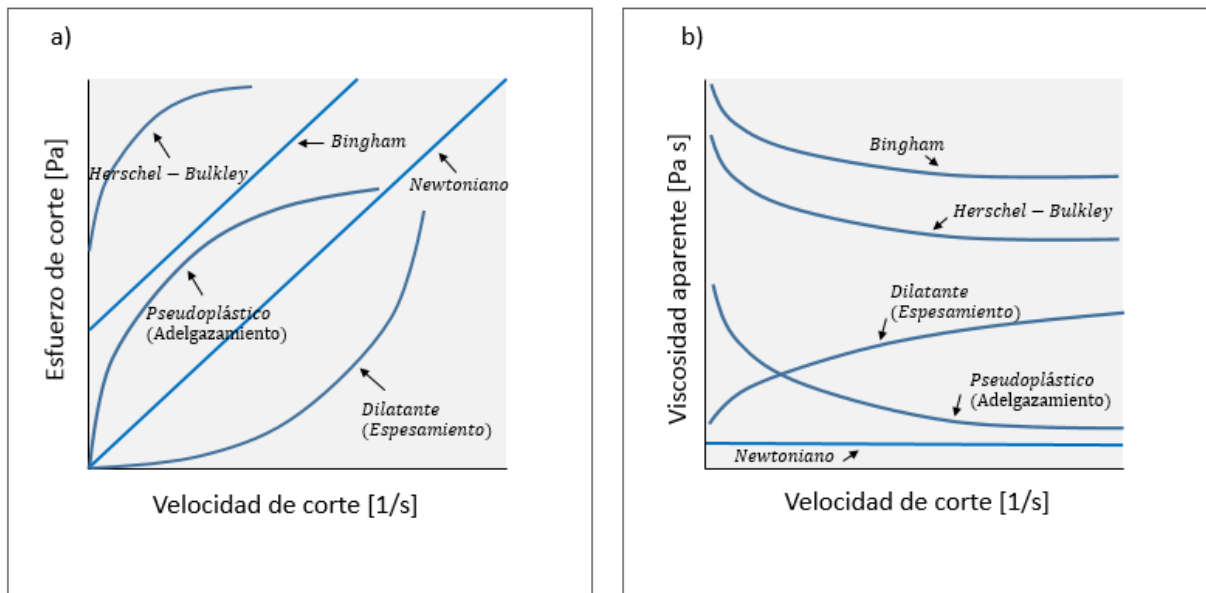 a)
Esfuerzo de corte [Pa]
Herschel − Bulkley
Bingham
Newtoniano
Pseudoplástico
(Adelgazamiento)
Dilatante
(Espesamiento)
Velocidad de corte [1/s]
b)
Viscosidad aparente [Pa s]
Bingham
Herschel − Bulkley
Dilatante
(Espesamiento)
Pseudoplástico
(Adelgazamiento)
Newtoniano
Velocidad de corte [1/s]